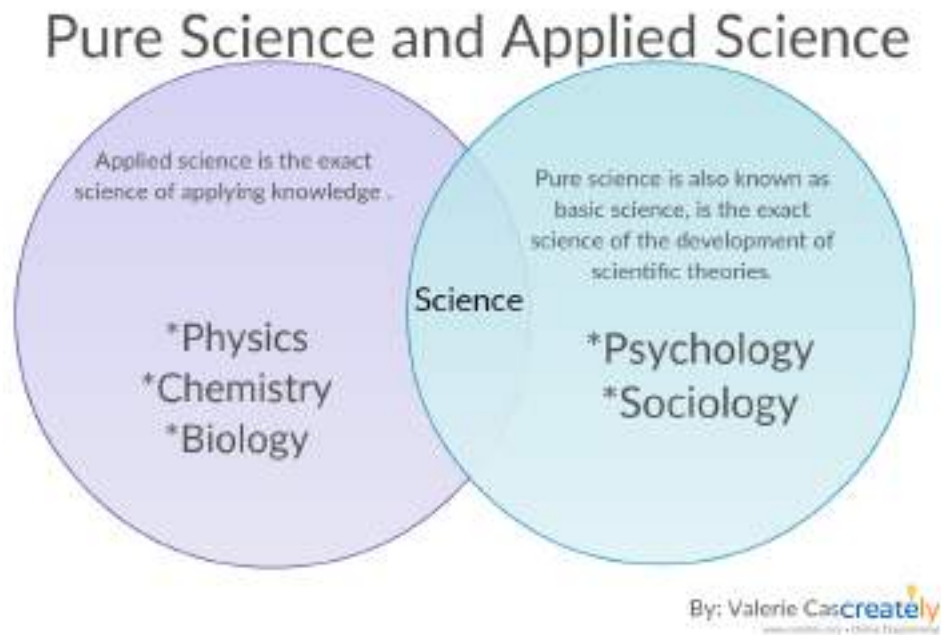 Pure Science and Applied Science
Applied science is the exact
science of applying knowledge .
*Physics
*Chemistry
*Biology
Science
Pure science is also known as
basic science, is the exact
science of the development of
scientific theories.
*Psychology
*Sociology
By: Valerie Cas
creately